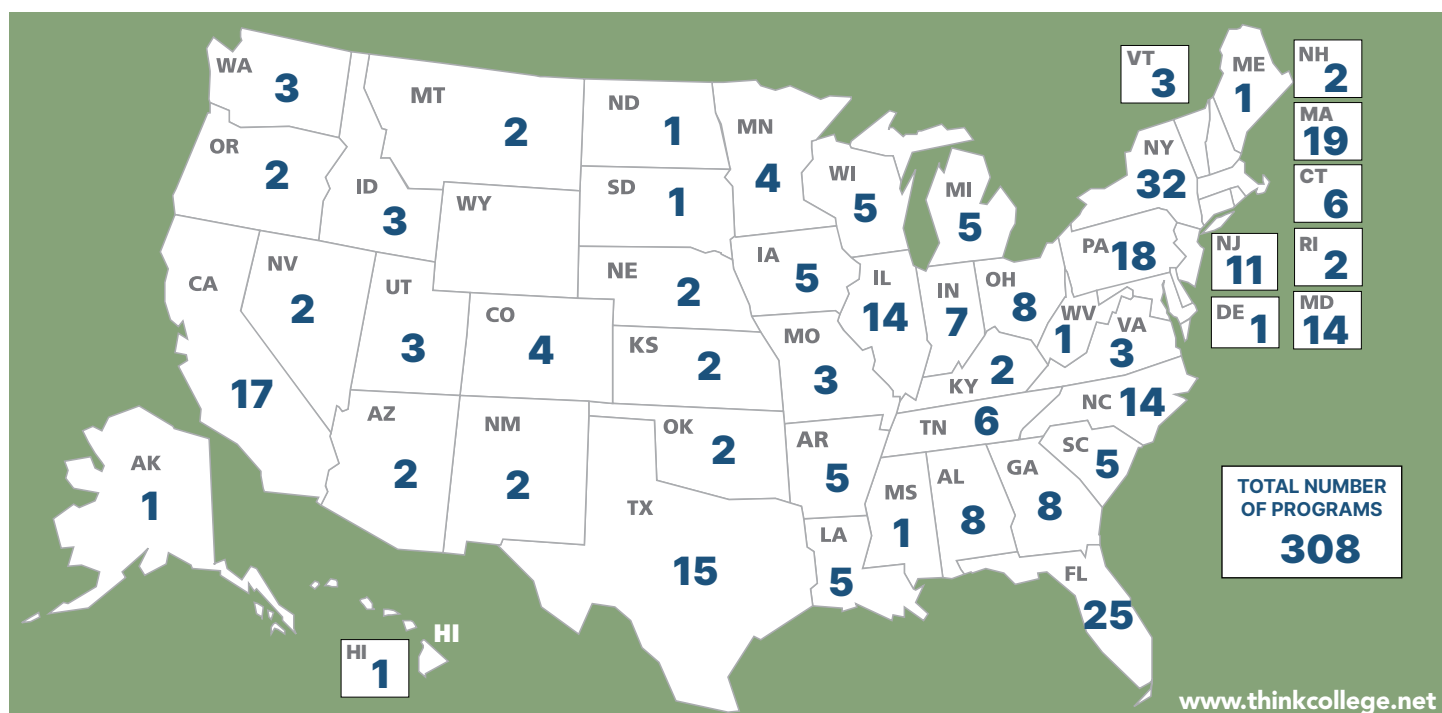 WA 3
OR 2
CA 17
NV 2
ID 3
MT 2
WY
UT 3
CO 4
AZ 2
NM 2
ND 1
SD 1
NE 2
KS 2
OK 2
TX 15
MN 4
IA 5
MO 3
AR 5
LA 5
WI 5
IL 14
MI 5
IN 7
OH 8
KY 2
TN 6
MS 1
AL 8
GA 8
FL 25
SC 5
NC 14
VA 3
WV 1
PA 18
NY 32
VT 3
ME 1
NH 2
MA 19
CT 6
RI 2
NJ 11
DE 1
MD 14
AK 1
HI
HI 1
TOTAL NUMBER
OF PROGRAMS
308
www.thinkcollege.net